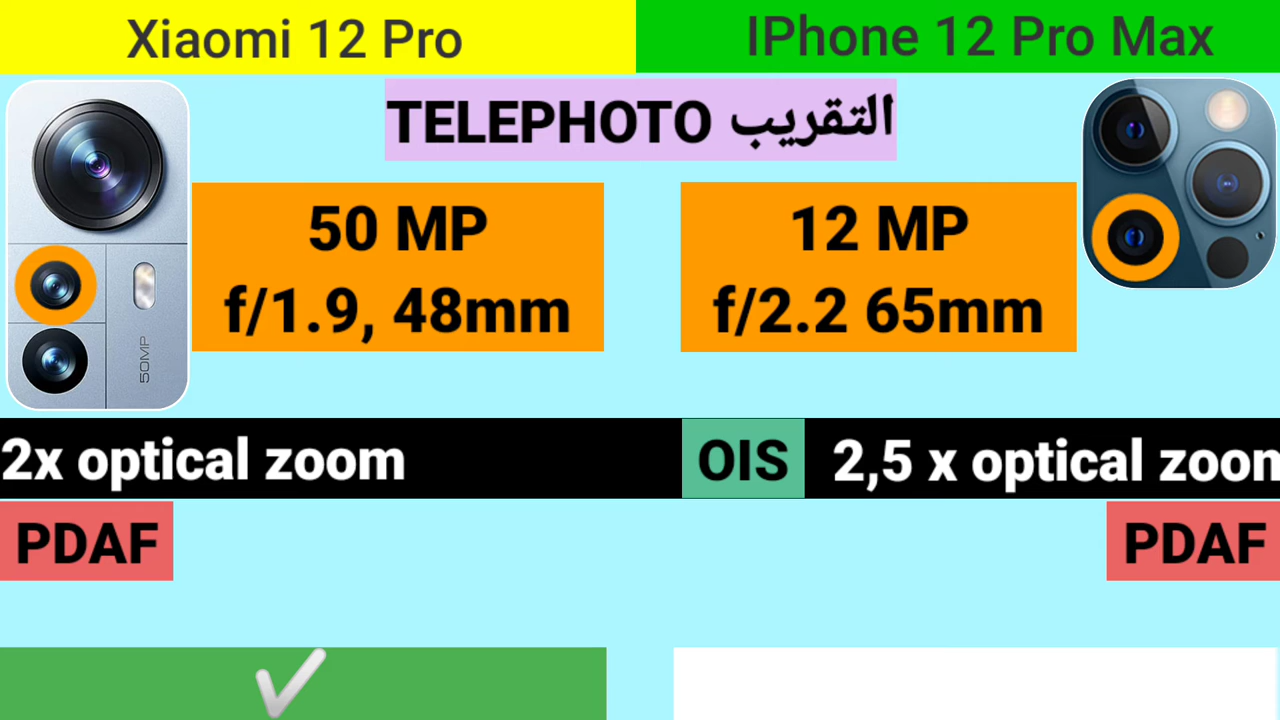 Xiaomi 12 Pro
IPhone 12 Pro Max
TELEPHOTO التقريب
50 MP
f/1.9, 48mm
12 MP
f/2.2 65mm
50MP
2x optical zoom
OIS
2,5 x optical zoom
PDAF
PDAF